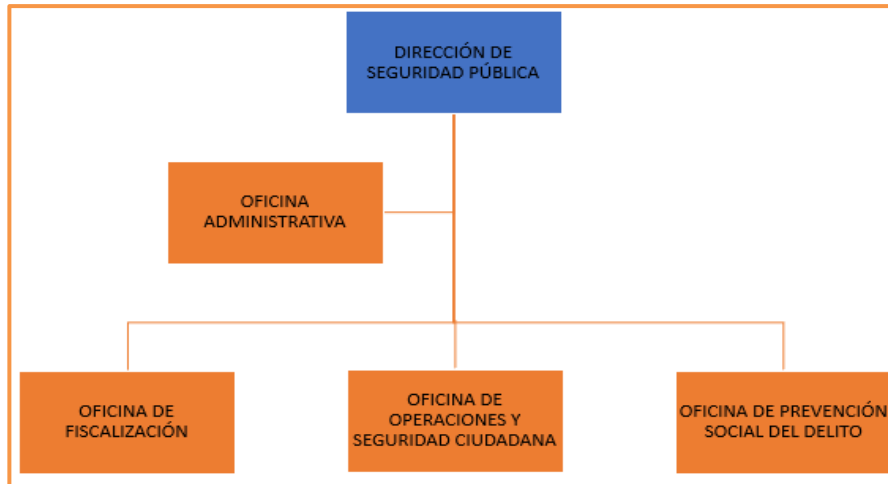 DIRECCIÓN DE
SEGURIDAD PÚBLICA
OFICINA
ADMINISTRATIVA
OFICINA DE
FISCALIZACIÓN
OFICINA DE
OPERACIONES Y
SEGURIDAD CIUDADANA
OFICINA DE PREVENCIÓN
SOCIAL DEL DELITO